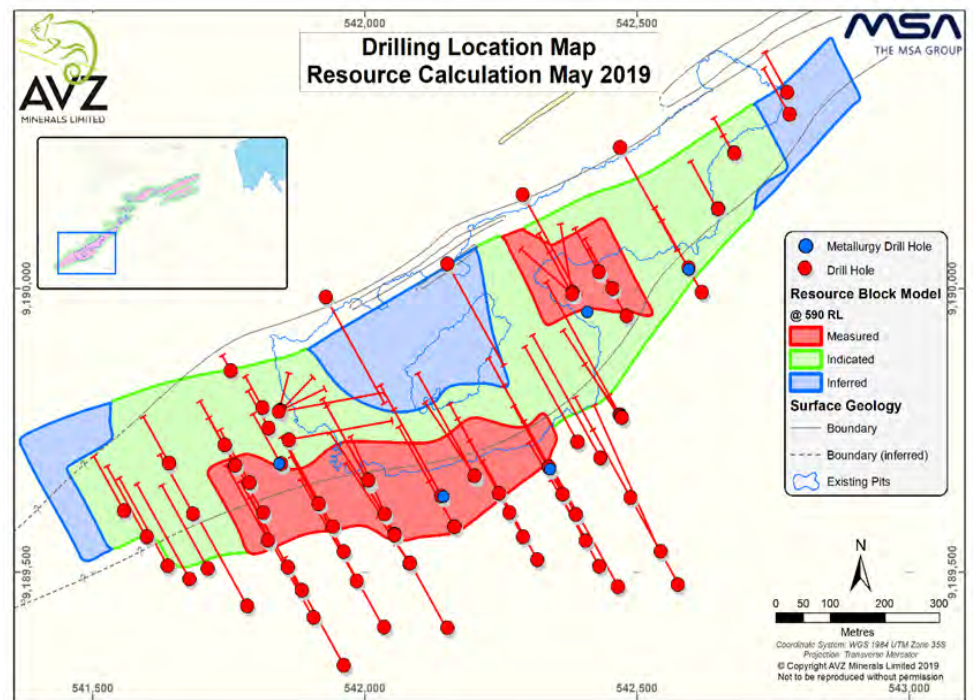 542,000
542,500
AVZ
MINERALS LIMITED
Drilling Location Map
Resource Calculation May 2019
MSA
THE MSA GROUP
9,190,000
9,190,000
Metallurgy Drill Hole
Drill Hole
Resource Block Model
@ 590 RL
Measured
Indicated
Inferred
Surface Geology
Boundary
Boundary (inferred)
Existing Pits
9,189,500
9,189,500
N
0 50 100 200 300
Metres
Coordinate System: WGS 1984 UTM Zone 35S
Projection: Transverse Mercator
© Copyright AVZ Minerals Limited 2019
Not to be reproduced without permission
541,500
542,000
542,500
543,000